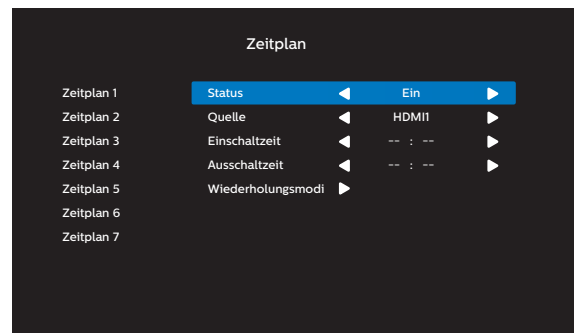 Zeitplan
Zeitplan 1 Status Ein
Zeitplan 2 Quelle HDMI1
Zeitplan 3 Einschaltzeit -- : --
Zeitplan 4 Ausschaltzeit -- : --
Zeitplan 5 Wiederholungsmodi
Zeitplan 6
Zeitplan 7